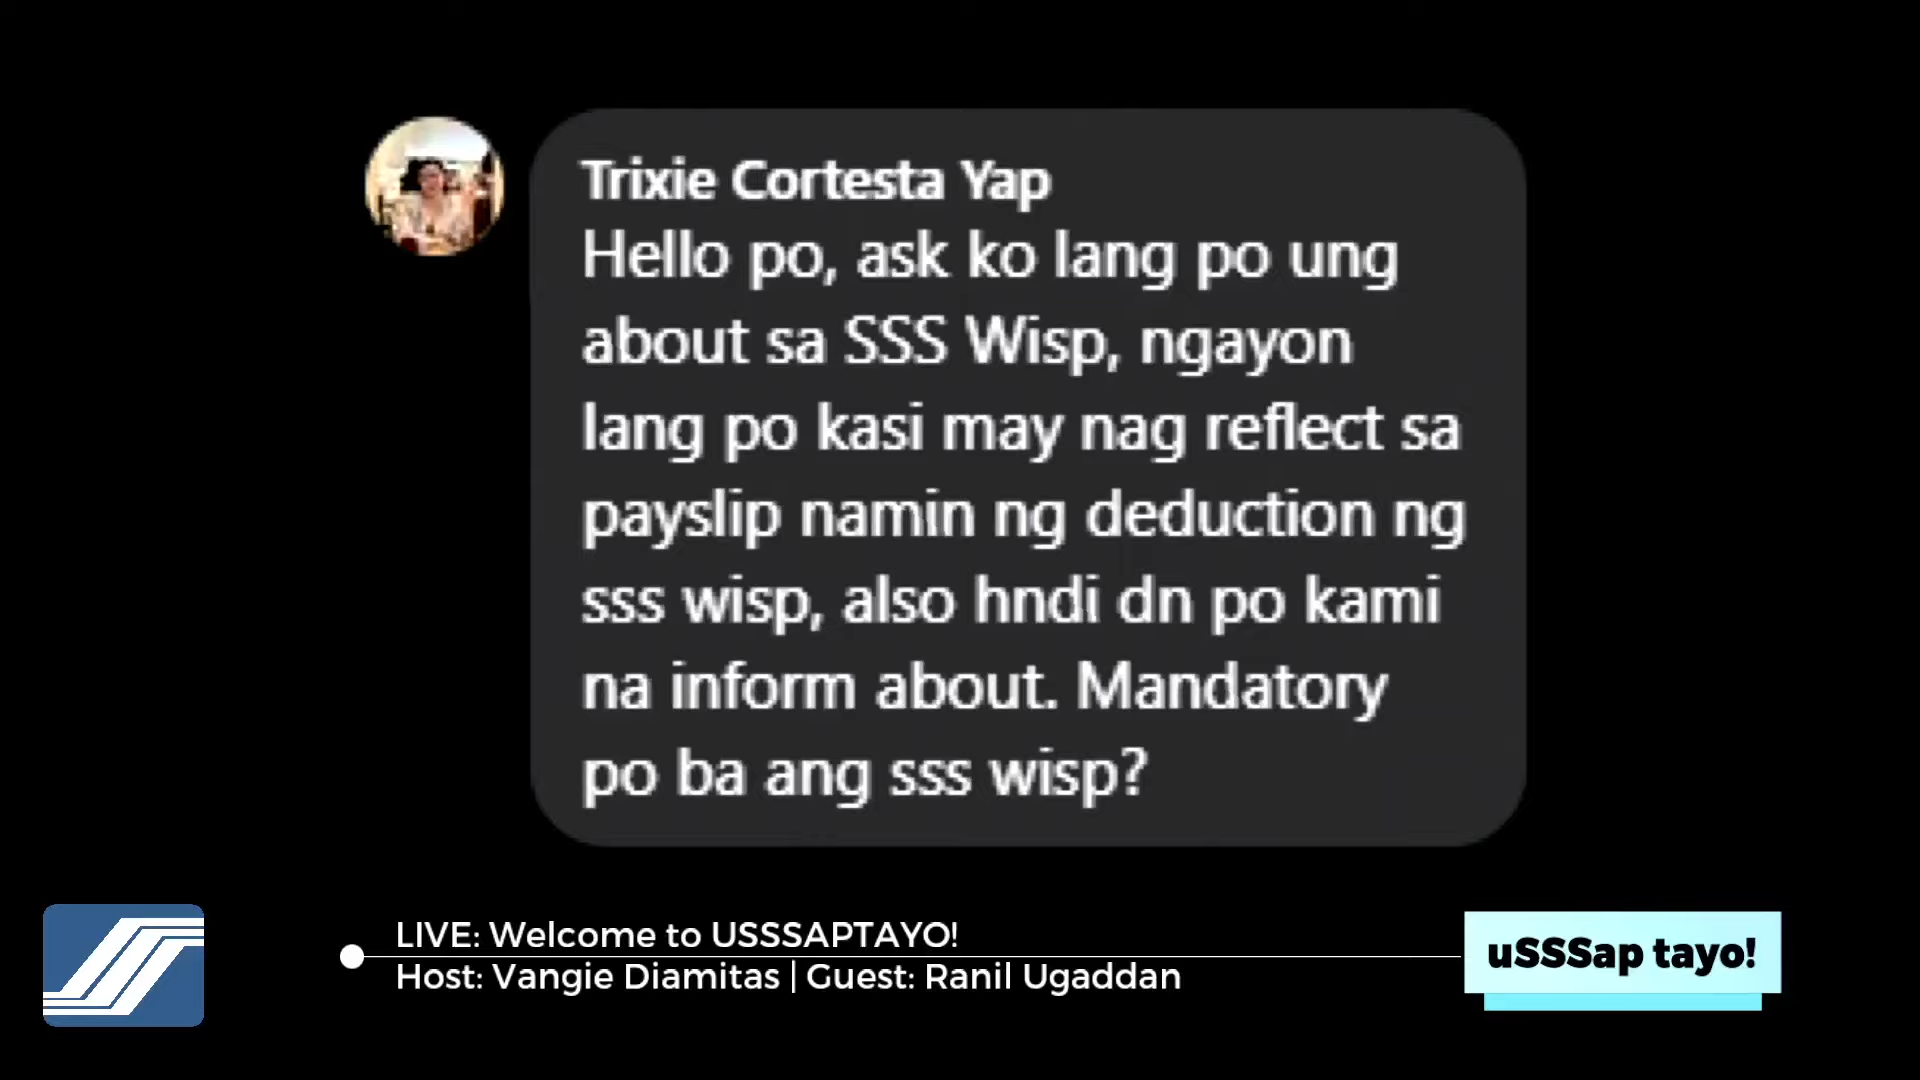 Trixie Cortesta Yap
Hello po, ask ko lang po ung
about sa SSS Wisp, ngayon
lang po kasi may nag reflect sa
payslip namin ng deduction ng
sss wisp, also hndi dn po kami
na inform about. Mandatory
po ba ang sss wisp?
LIVE: Welcome to USSSAPTAYO!
Host: Vangie Diamitas | Guest: Ranil Ugaddan
uSSSap tayo!